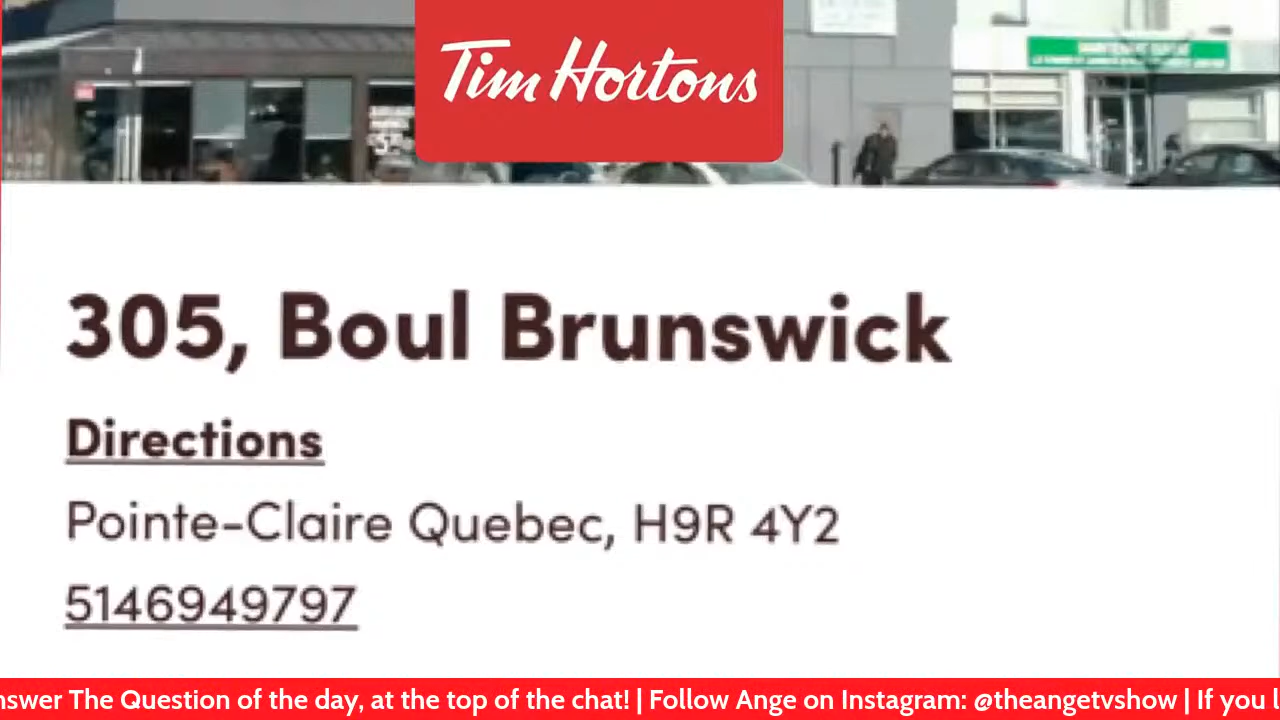 Tim Hortons
305, Boul Brunswick
Directions
Pointe-Claire Quebec, H9R 4Y2
5146949797
nswer The Question of the day, at the top of the chat! | Follow Ange on Instagram: @theangetvshow | If you l